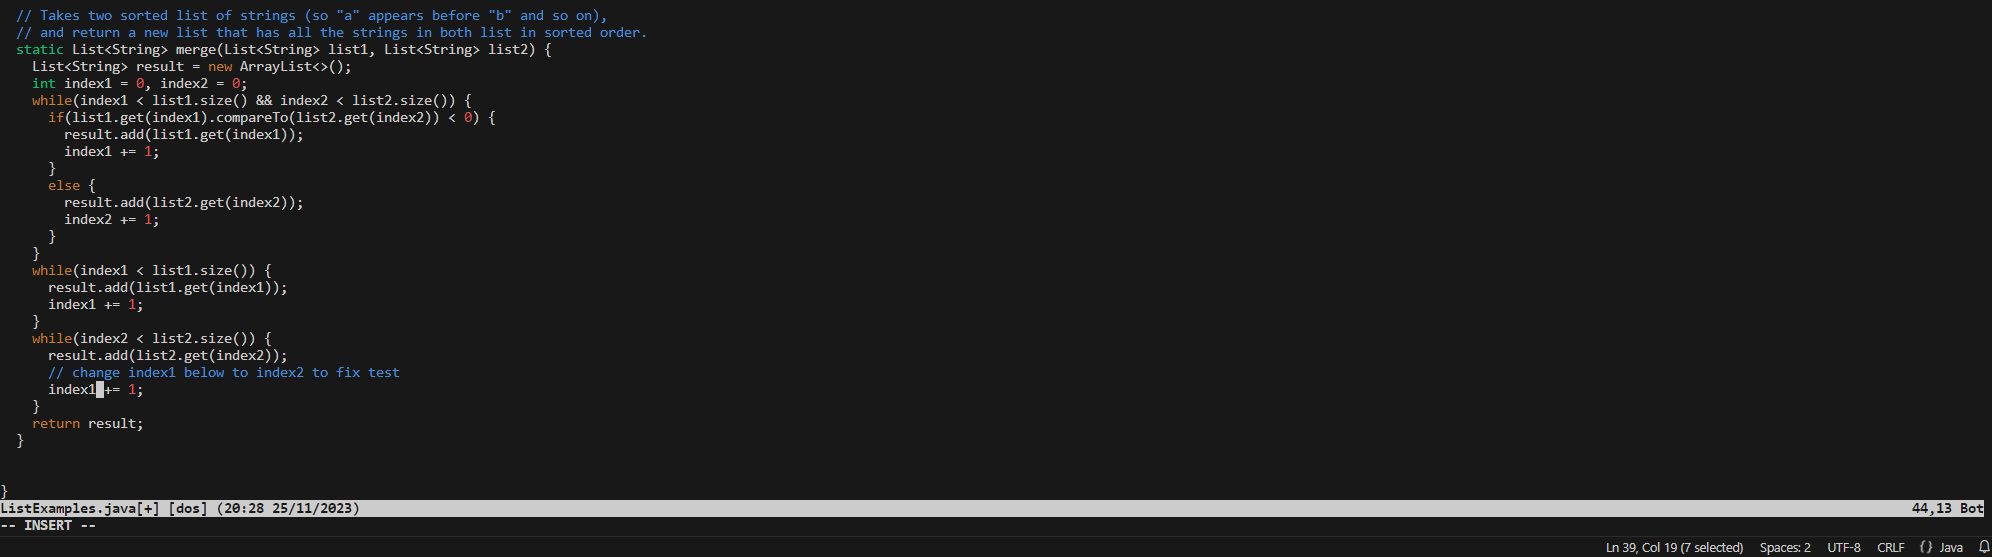 // Takes two sorted list of strings (so "a" appears before "b" and so on),
  // and return a new list that has all the strings in both list in sorted order.
  static List<String> merge(List<String> list1, List<String> list2) {
    List<String> result = new ArrayList<>();
    int index1 = 0, index2 = 0;
    while(index1 < list1.size() && index2 < list2.size()) {
      if(list1.get(index1).compareTo(list2.get(index2)) < 0) {
        result.add(list1.get(index1));
        index1 += 1;
      }
      else {
        result.add(list2.get(index2));
        index2 += 1;
      }
    }
    while(index1 < list1.size()) {
      result.add(list1.get(index1));
      index1 += 1;
    }
    while(index2 < list2.size()) {
      result.add(list2.get(index2));
      // change index1 below to index2 to fix test
      index1 += 1;
    }
    return result;
  }
}
ListExamples.java[+] [dos] (20:28 25/11/2023) 44,13 Bot
-- INSERT --
Ln 39, Col 19 (7 selected) Spaces: 2 UTF-8 CRLF {} Java